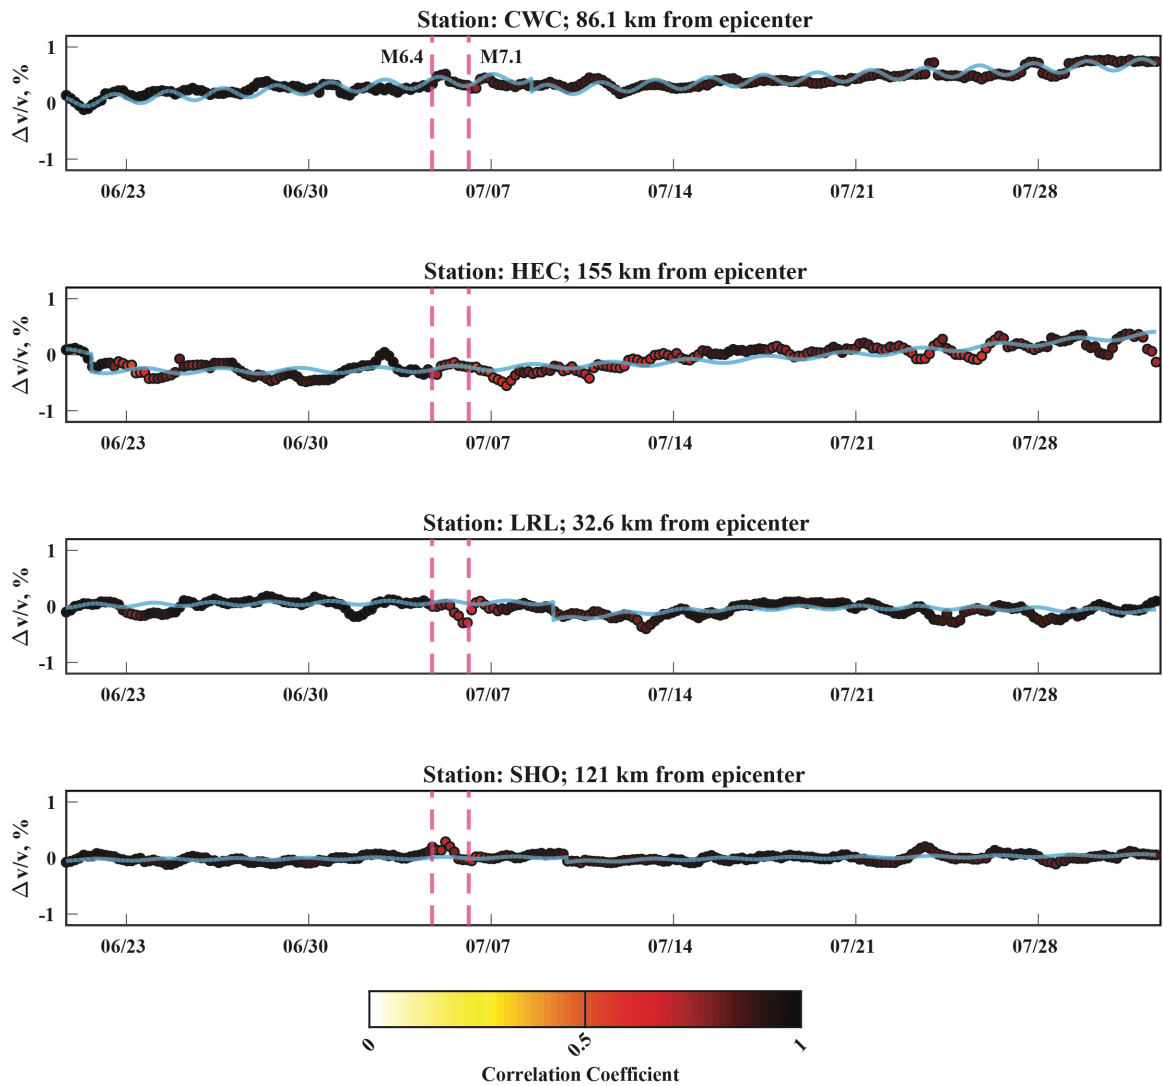 Station: CWC; 86.1 km from epicenter
M6.4
M7.1
Δv/v, %
1
0
-1
06/23 06/30 07/07 07/14 07/21 07/28
Station: HEC; 155 km from epicenter
Δv/v, %
1
0
-1
06/23 06/30 07/07 07/14 07/21 07/28
Station: LRL; 32.6 km from epicenter
Δv/v, %
1
0
-1
06/23 06/30 07/07 07/14 07/21 07/28
Station: SHO; 121 km from epicenter
Δv/v, %
1
0
-1
06/23 06/30 07/07 07/14 07/21 07/28
0 0.5 1
Correlation Coefficient